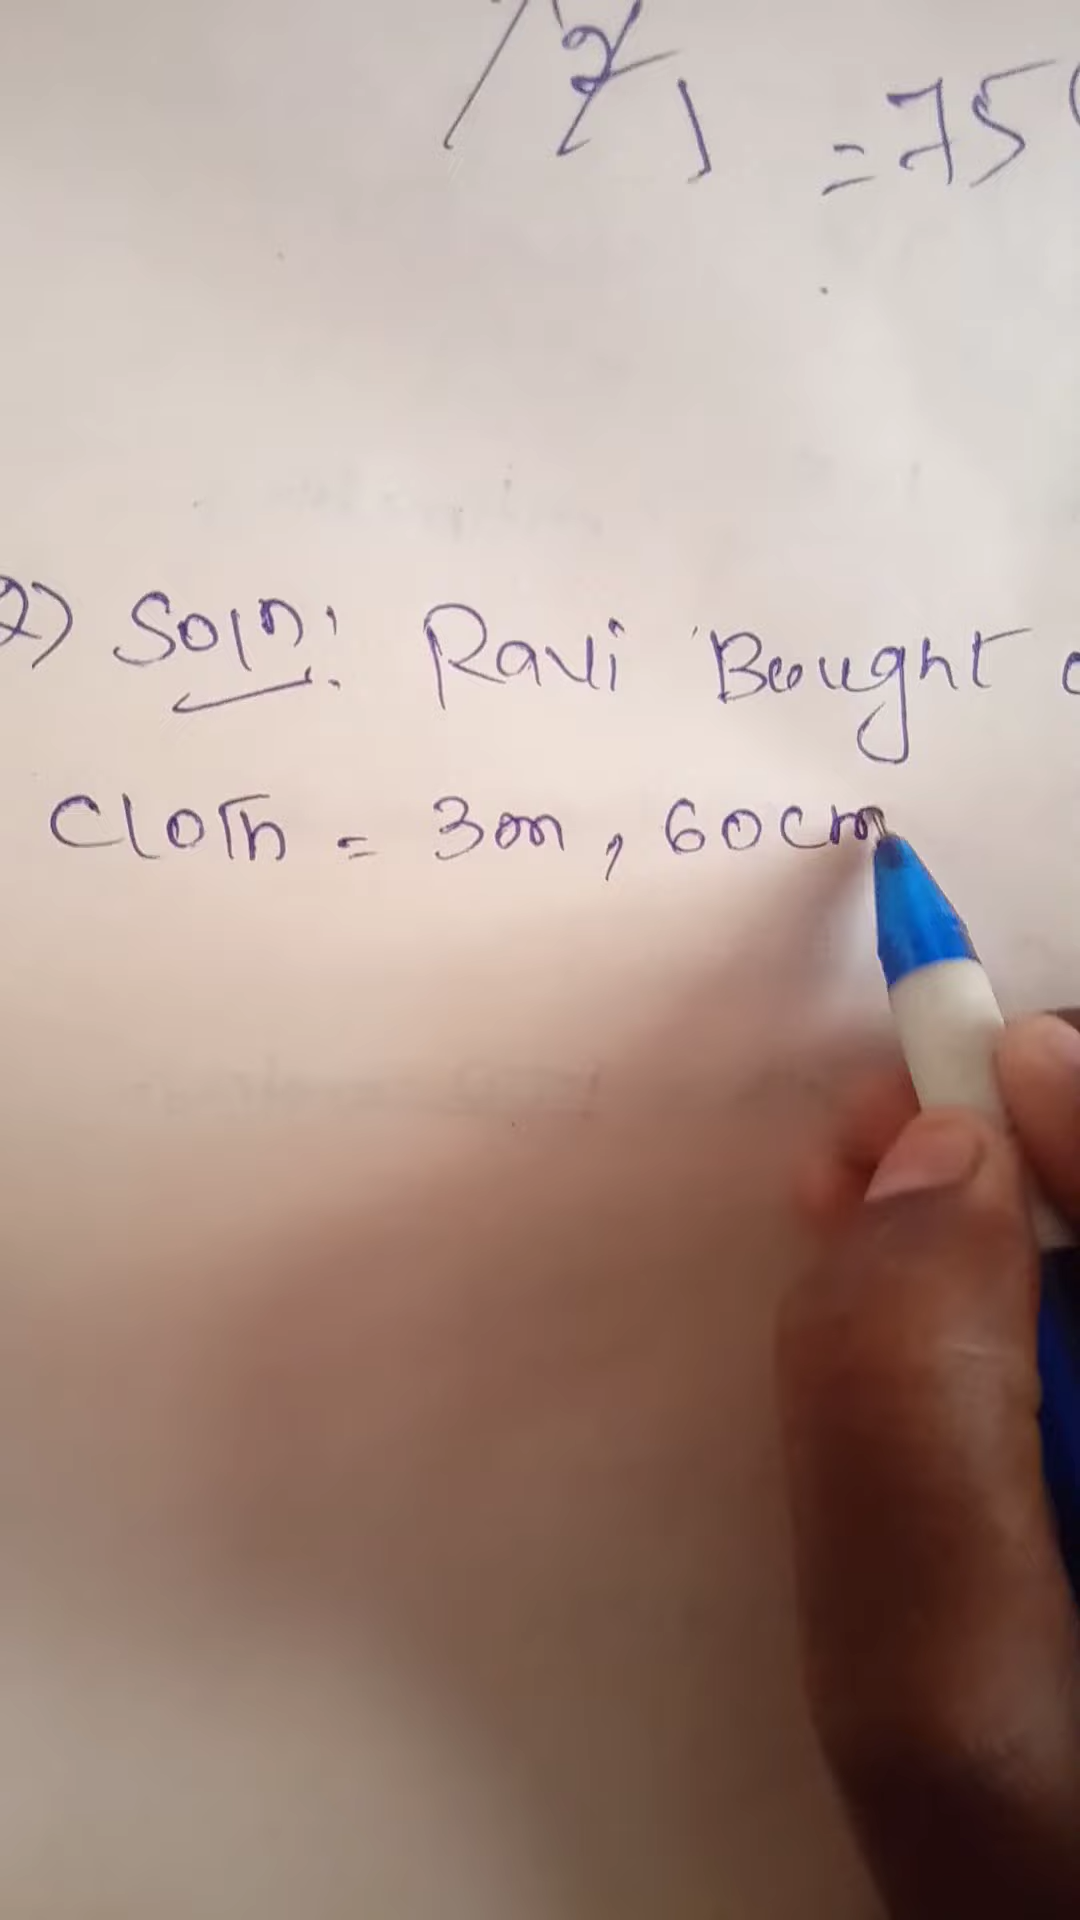 = 75
2) Soln: Ravi Bought
Cloth = 3m, 60cm